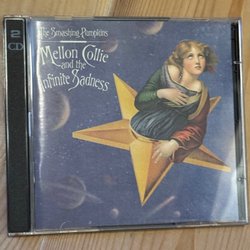 2
CD
The Smashing Pumpkins
Mellon Collie
and the
Infinite Sadness